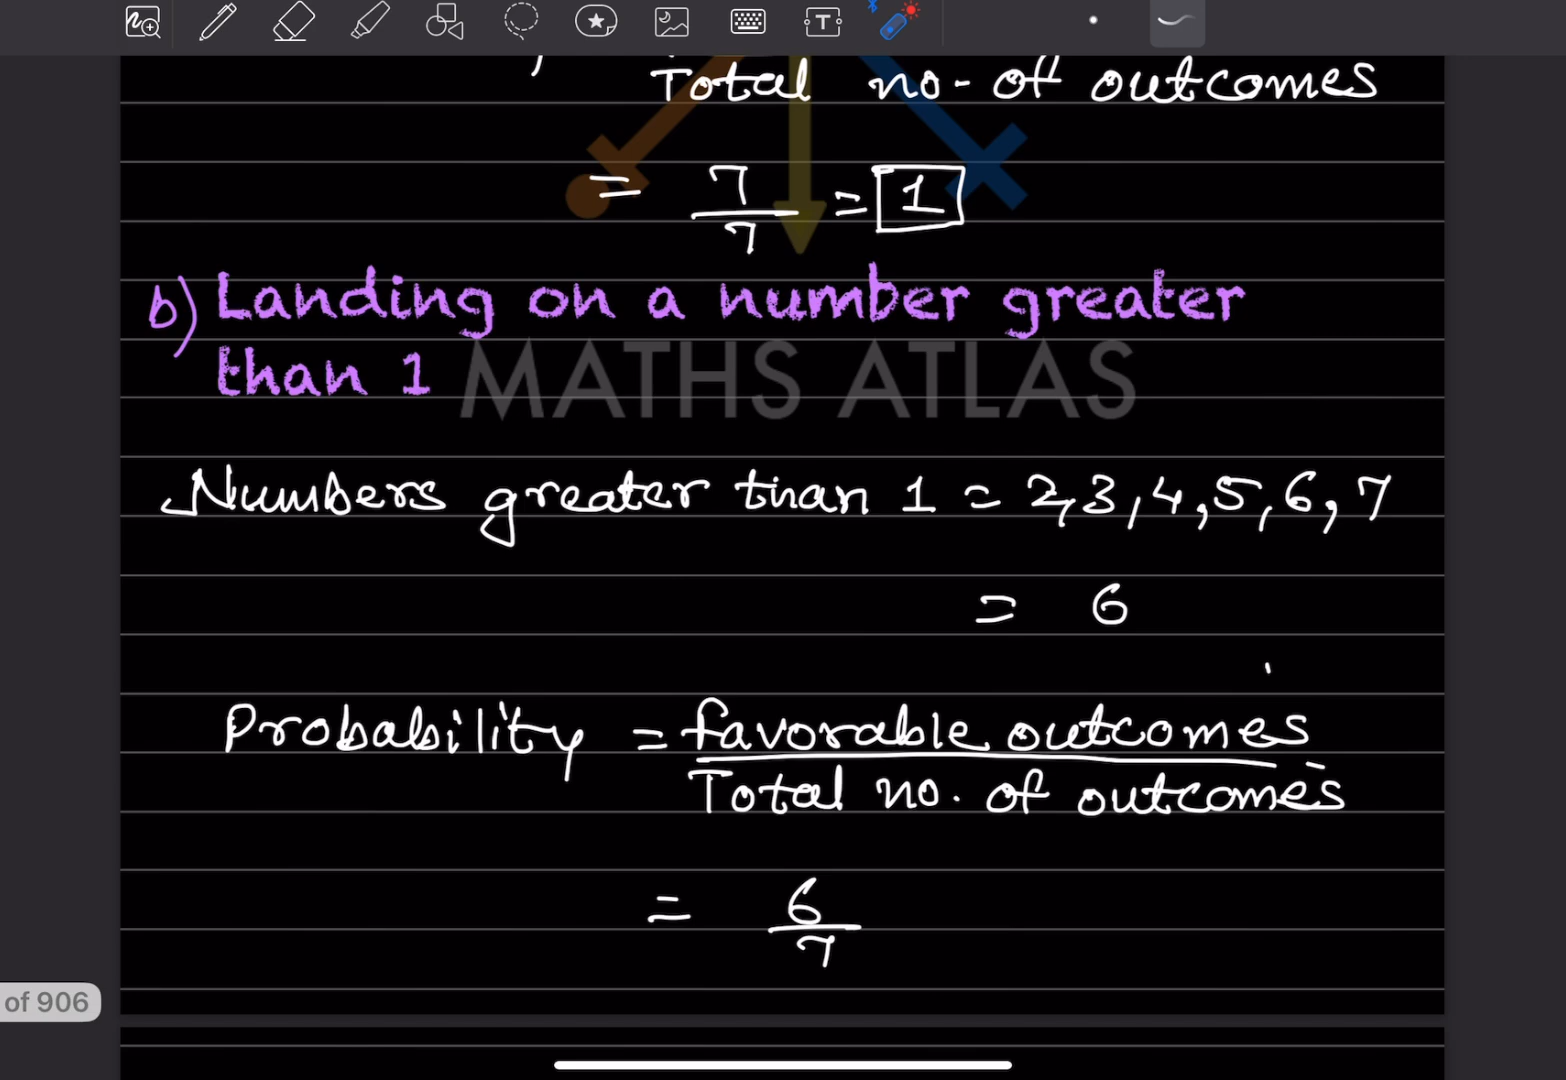 Total no. of outcomes
= 7/7 = 1
b) Landing on a number greater
than 1
MATHS ATLAS
Numbers greater than 1 = 2,3,4,5,6,7
= 6
Probability = favorable outcomes
Total no. of outcomes
= 6/7
of 906